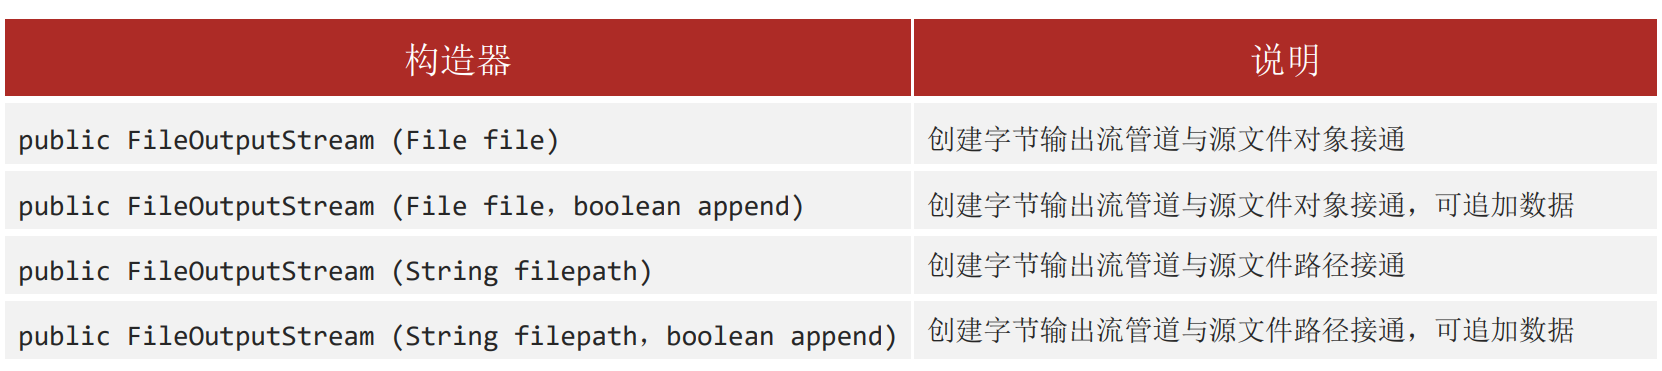 构造器 说明
public FileOutputStream (File file) 创建字节输出流管道与源文件对象接通
public FileOutputStream (File file，boolean append) 创建字节输出流管道与源文件对象接通，可追加数据
public FileOutputStream (String filepath) 创建字节输出流管道与源文件路径接通
public FileOutputStream (String filepath，boolean append) 创建字节输出流管道与源文件路径接通，可追加数据